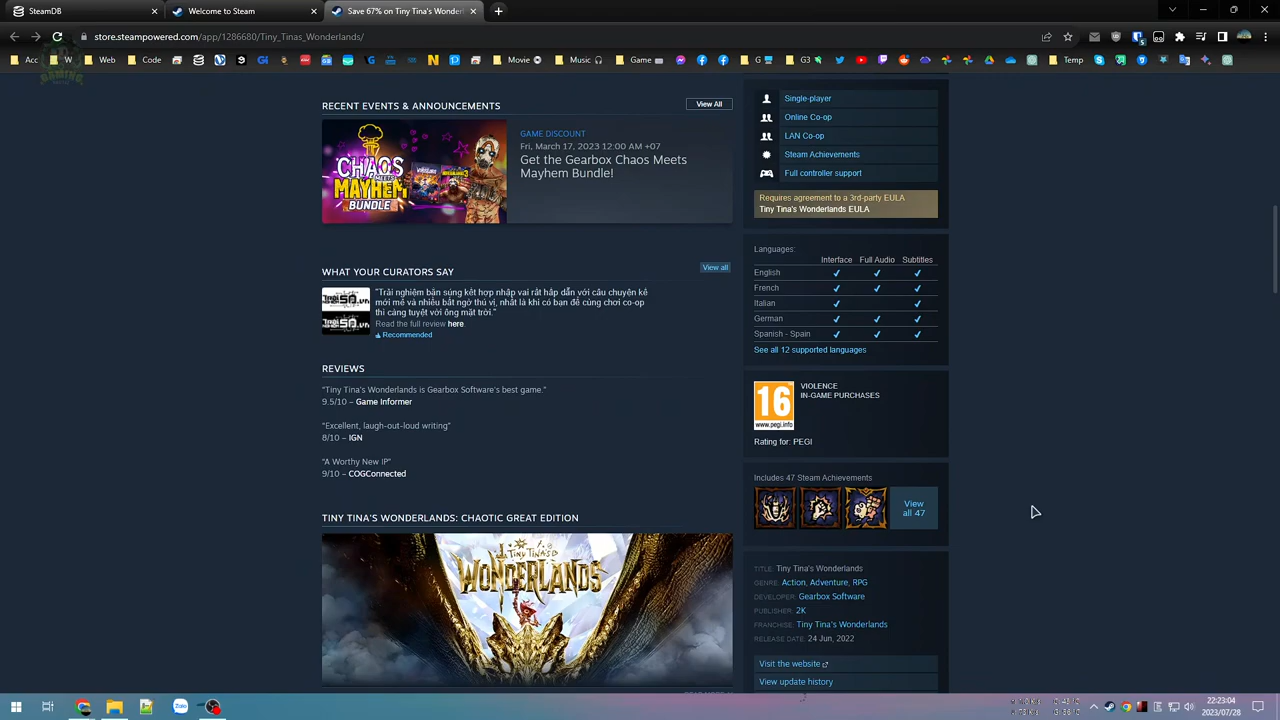 SteamDB
Welcome to Steam
Save 67% on Tiny Tina's Wonderl
store.steampowered.com/app/1286680/Tiny_Tinas_Wonderlands/
Acc
W
Web
Codi
Movie
Music
Game
G3
Temp
RECENT EVENTS & ANNOUNCEMENTS
View All
CHAOS
MEETS
MAYHEM
BUNDLE
GAME DISCOUNT
Fri, March 17, 2023 12:00 AM +07
Get the Gearbox Chaos Meets
Mayhem Bundle!
WHAT YOUR CURATORS SAY
View all
"Trải nghiệm bắn súng kết hợp nhập vai rất hấp dẫn với câu chuyện kể
mới mẻ và nhiều bất ngờ thú vị, nhất là khi có bạn để cùng chơi co-op
thì càng tuyệt vời ông mặt trời."
Read the full review here.
Recommended
REVIEWS
"Tiny Tina's Wonderlands is Gearbox Software's best game."
9.5/10 – Game Informer
"Excellent, laugh-out-loud writing"
8/10 – IGN
"A Worthy New IP"
9/10 – COGConnected
TINY TINA'S WONDERLANDS: CHAOTIC GREAT EDITION
TINY TINA'S
WONDERLANDS
Single-player
Online Co-op
LAN Co-op
Steam Achievements
Full controller support
Requires agreement to a 3rd-party EULA
Tiny Tina's Wonderlands EULA
Languages:
Interface Full Audio Subtitles
English ✔ ✔ ✔
French ✔ ✔ ✔
Italian ✔ ✔
German ✔ ✔ ✔
Spanish - Spain ✔ ✔ ✔
See all 12 supported languages
16
www.pegi.info
VIOLENCE
IN-GAME PURCHASES
Rating for: PEGI
Includes 47 Steam Achievements
View
all 47
TITLE: Tiny Tina's Wonderlands
GENRE: Action, Adventure, RPG
DEVELOPER: Gearbox Software
PUBLISHER: 2K
FRANCHISE: Tiny Tina's Wonderlands
RELEASE DATE: 24 Jun, 2022
Visit the website
View update history
Zalo
22:23:04
2023/07/28